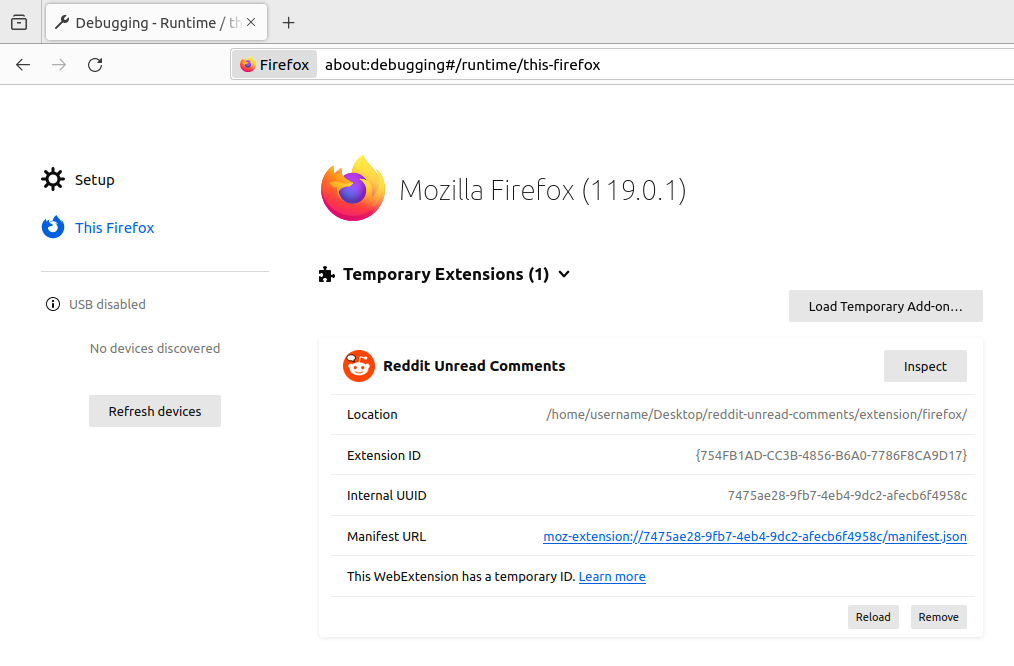 Debugging - Runtime / th
Firefox about:debugging#/runtime/this-firefox
Setup
This Firefox
USB disabled
No devices discovered
Refresh devices
Mozilla Firefox (119.0.1)
Temporary Extensions (1)
Load Temporary Add-on…
Reddit Unread Comments Inspect
Location /home/username/Desktop/reddit-unread-comments/extension/firefox/
Extension ID {754FB1AD-CC3B-4856-B6A0-7786F8CA9D17}
Internal UUID 7475ae28-9fb7-4eb4-9dc2-afecb6f4958c
Manifest URL moz-extension://7475ae28-9fb7-4eb4-9dc2-afecb6f4958c/manifest.json
This WebExtension has a temporary ID. Learn more
Reload Remove